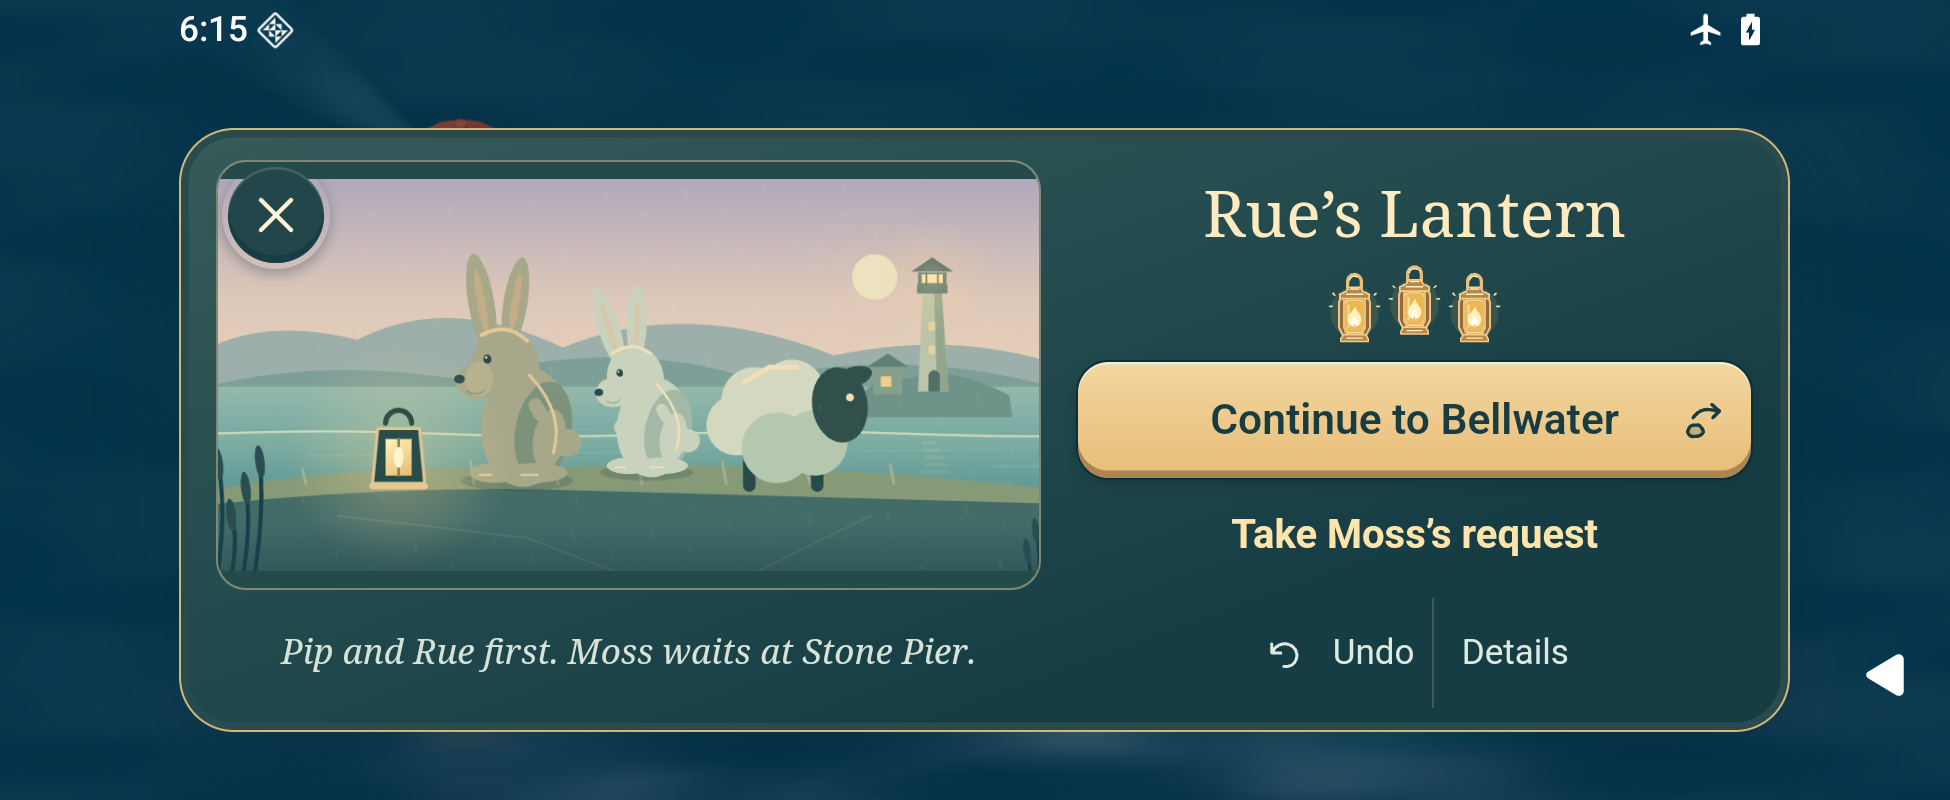 6:15
Rue’s Lantern
Continue to Bellwater
Take Moss’s request
Pip and Rue first. Moss waits at Stone Pier.
Undo
Details